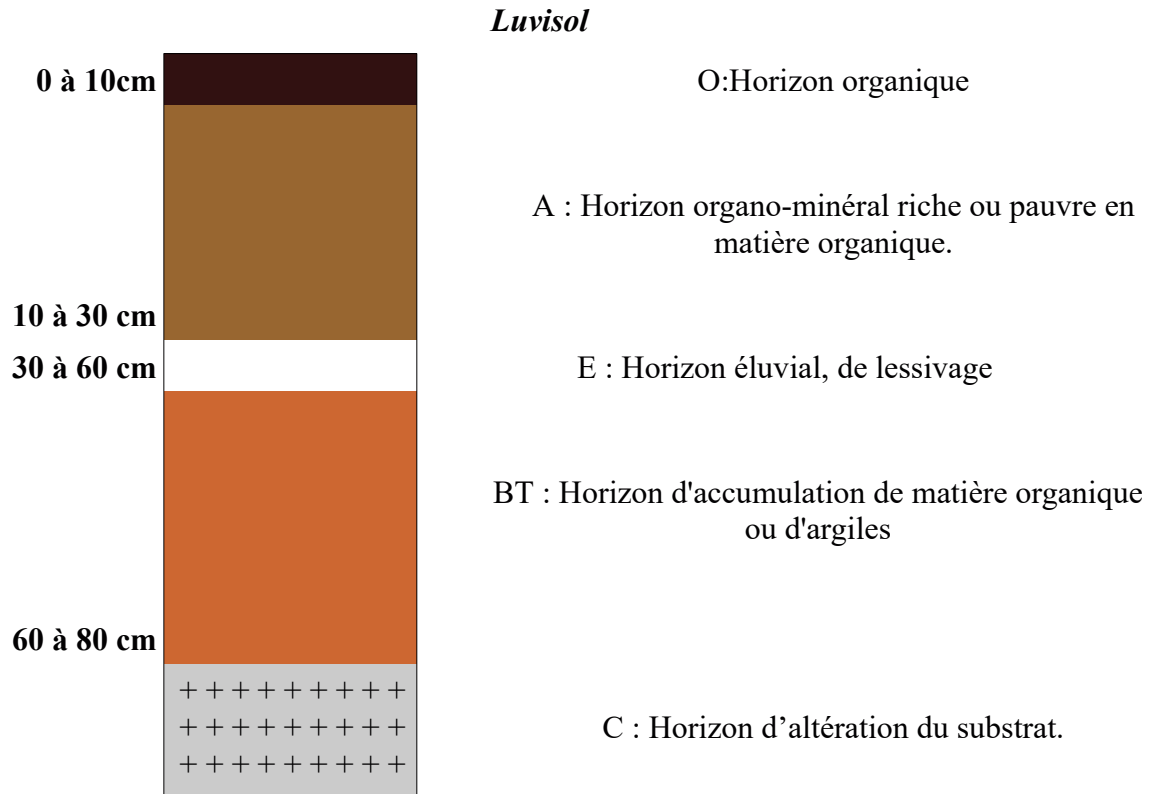 Luvisol
0 à 10cm
O:Horizon organique
A : Horizon organo-minéral riche ou pauvre en
matière organique.
10 à 30 cm
30 à 60 cm
E : Horizon éluvial, de lessivage
BT : Horizon d'accumulation de matière organique
ou d'argiles
60 à 80 cm
+ + + + + + + + +
+ + + + + + + + +
+ + + + + + + + +
C : Horizon d’altération du substrat.